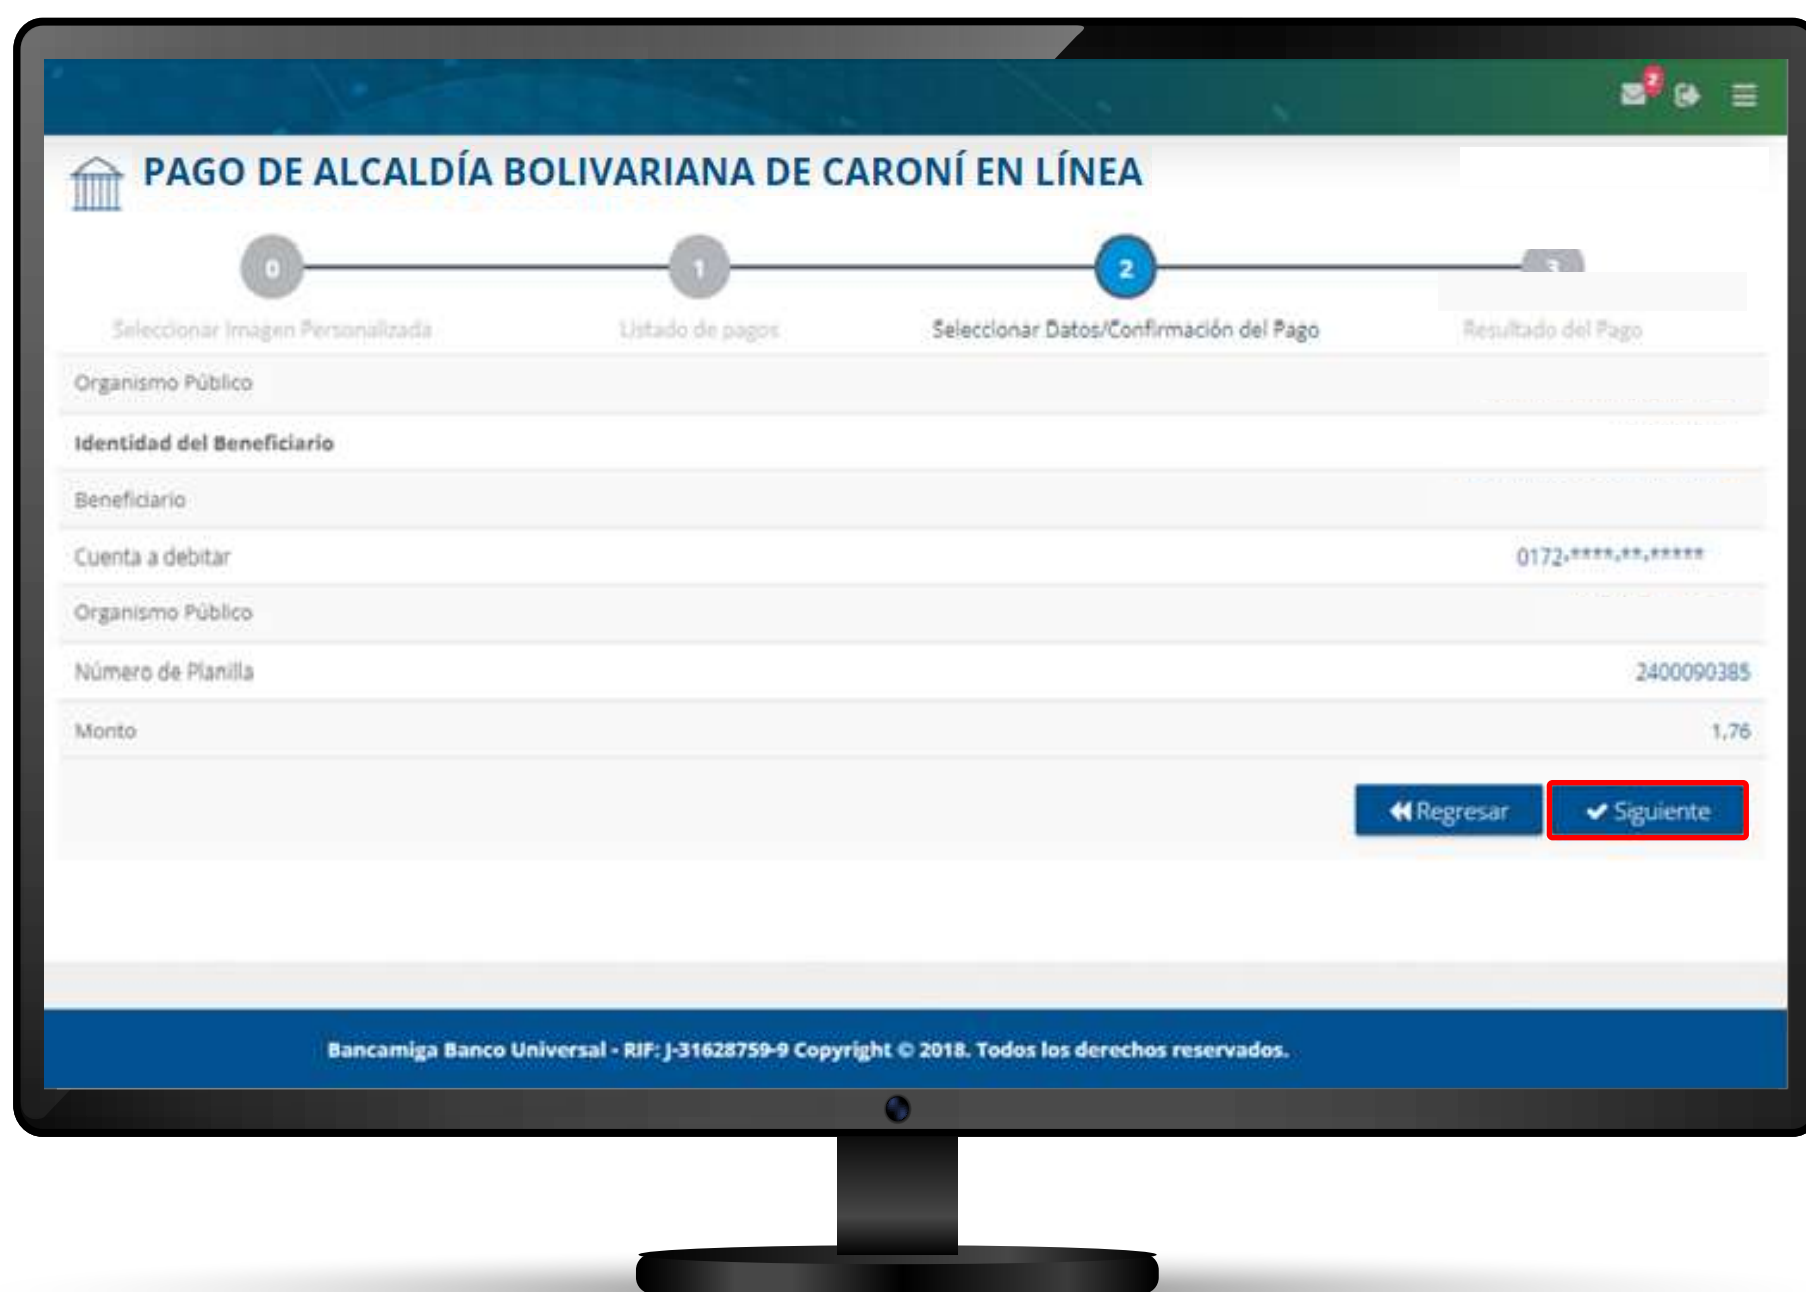 2
PAGO DE ALCALDÍA BOLIVARIANA DE CARONÍ EN LÍNEA
0 1 2 3
Seleccionar Imagen Personalizada Listado de pagos Seleccionar Datos/Confirmación del Pago Resultado del Pago
Organismo Público
Identidad del Beneficiario
Beneficiario
Cuenta a debitar 0172-****-**-*****
Organismo Público
Número de Planilla 2400090385
Monto 1,76
Regresar Siguiente
Bancamiga Banco Universal - RIF: J-31628759-9 Copyright © 2018. Todos los derechos reservados.